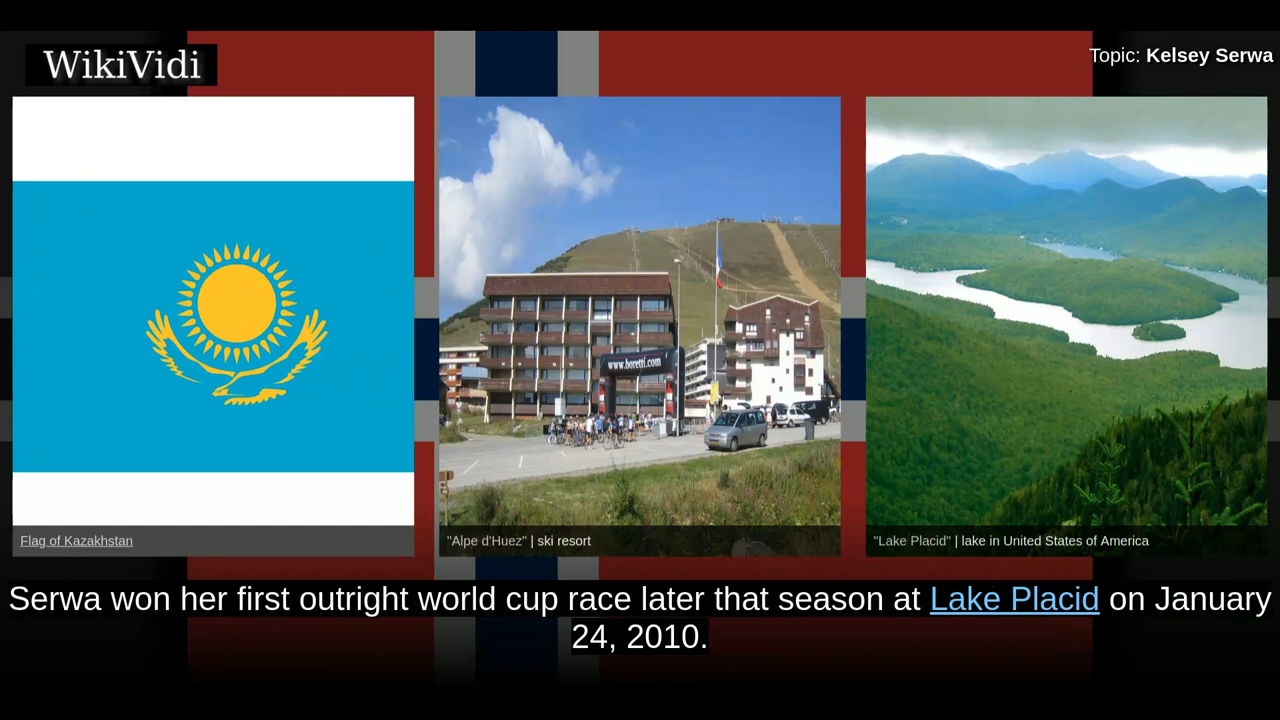 WikiVidi
Topic: Kelsey Serwa
www.boretti.com
Flag of Kazakhstan
"Alpe d'Huez" | ski resort
"Lake Placid" | lake in United States of America
Serwa won her first outright world cup race later that season at Lake Placid on January
24, 2010.